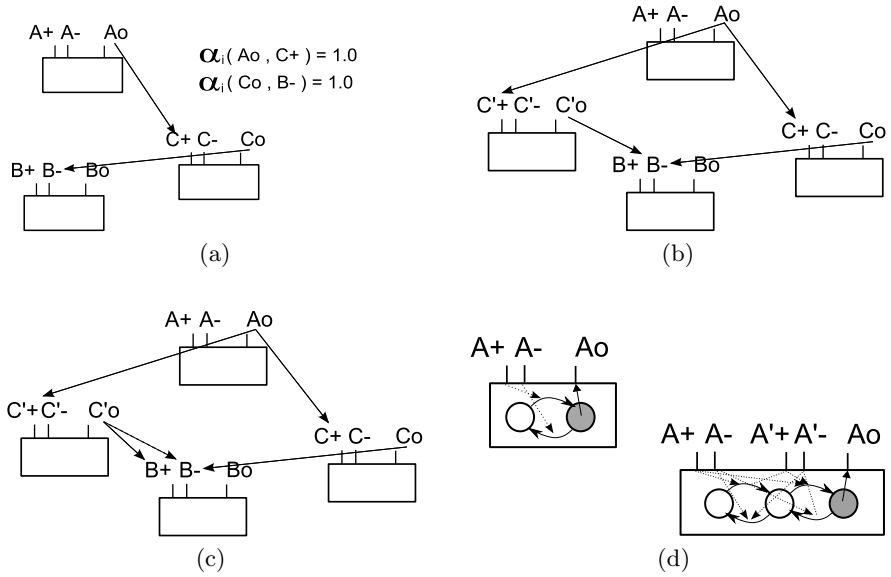 A+ A- Ao
αi( Ao , C+ ) = 1.0
αi( Co , B- ) = 1.0
C+ C- Co
B+ B- Bo
(a)
A+ A- Ao
C'+ C'- C'o
C+ C- Co
B+ B- Bo
(b)
A+ A- Ao
C'+ C'- C'o
C+ C- Co
B+ B- Bo
(c)
A+ A- Ao
A+ A- A'+ A'- Ao
(d)